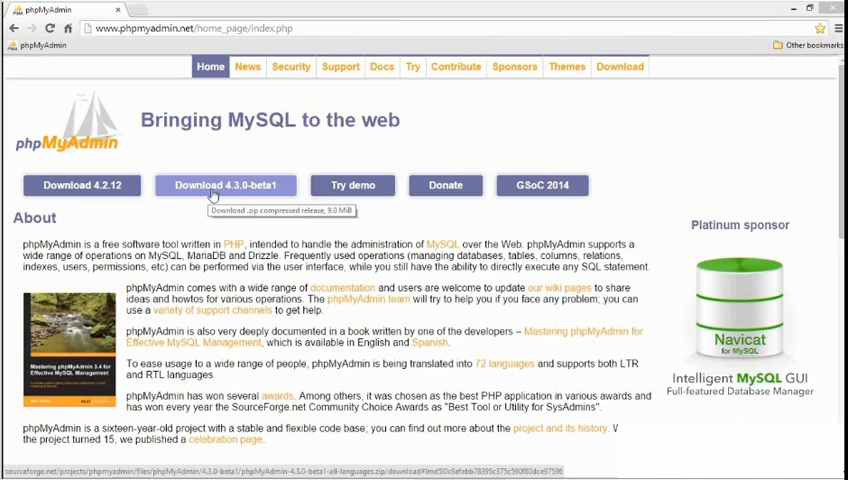 phpMyAdmin
www.phpmyadmin.net/home_page/index.php
phpMyAdmin
Other bookmarks
Home News Security Support Docs Try Contribute Sponsors Themes Download
phpMyAdmin
Bringing MySQL to the web
Download 4.2.12 Download 4.3.0-beta1 Try demo Donate GSoC 2014
Download .zip compressed release, 9.0 MiB
About
phpMyAdmin is a free software tool written in PHP, intended to handle the administration of MySQL over the Web. phpMyAdmin supports a
wide range of operations on MySQL, MariaDB and Drizzle. Frequently used operations (managing databases, tables, columns, relations,
indexes, users, permissions, etc) can be performed via the user interface, while you still have the ability to directly execute any SQL statement.
phpMyAdmin comes with a wide range of documentation and users are welcome to update our wiki pages to share
ideas and howtos for various operations. The phpMyAdmin team will try to help you if you face any problem; you can
use a variety of support channels to get help.
phpMyAdmin is also very deeply documented in a book written by one of the developers – Mastering phpMyAdmin for
Effective MySQL Management, which is available in English and Spanish.
To ease usage to a wide range of people, phpMyAdmin is being translated into 72 languages and supports both LTR
and RTL languages.
phpMyAdmin has won several awards. Among others, it was chosen as the best PHP application in various awards and
has won every year the SourceForge.net Community Choice Awards as "Best Tool or Utility for SysAdmins".
phpMyAdmin is a sixteen-year-old project with a stable and flexible code base; you can find out more about the project and its history.
the project turned 15, we published a celebration page.
Mastering phpMyAdmin 3.4 for
Effective MySQL Management
Platinum sponsor
Navicat
for MySQL
Intelligent MySQL GUI
Full-featured Database Manager